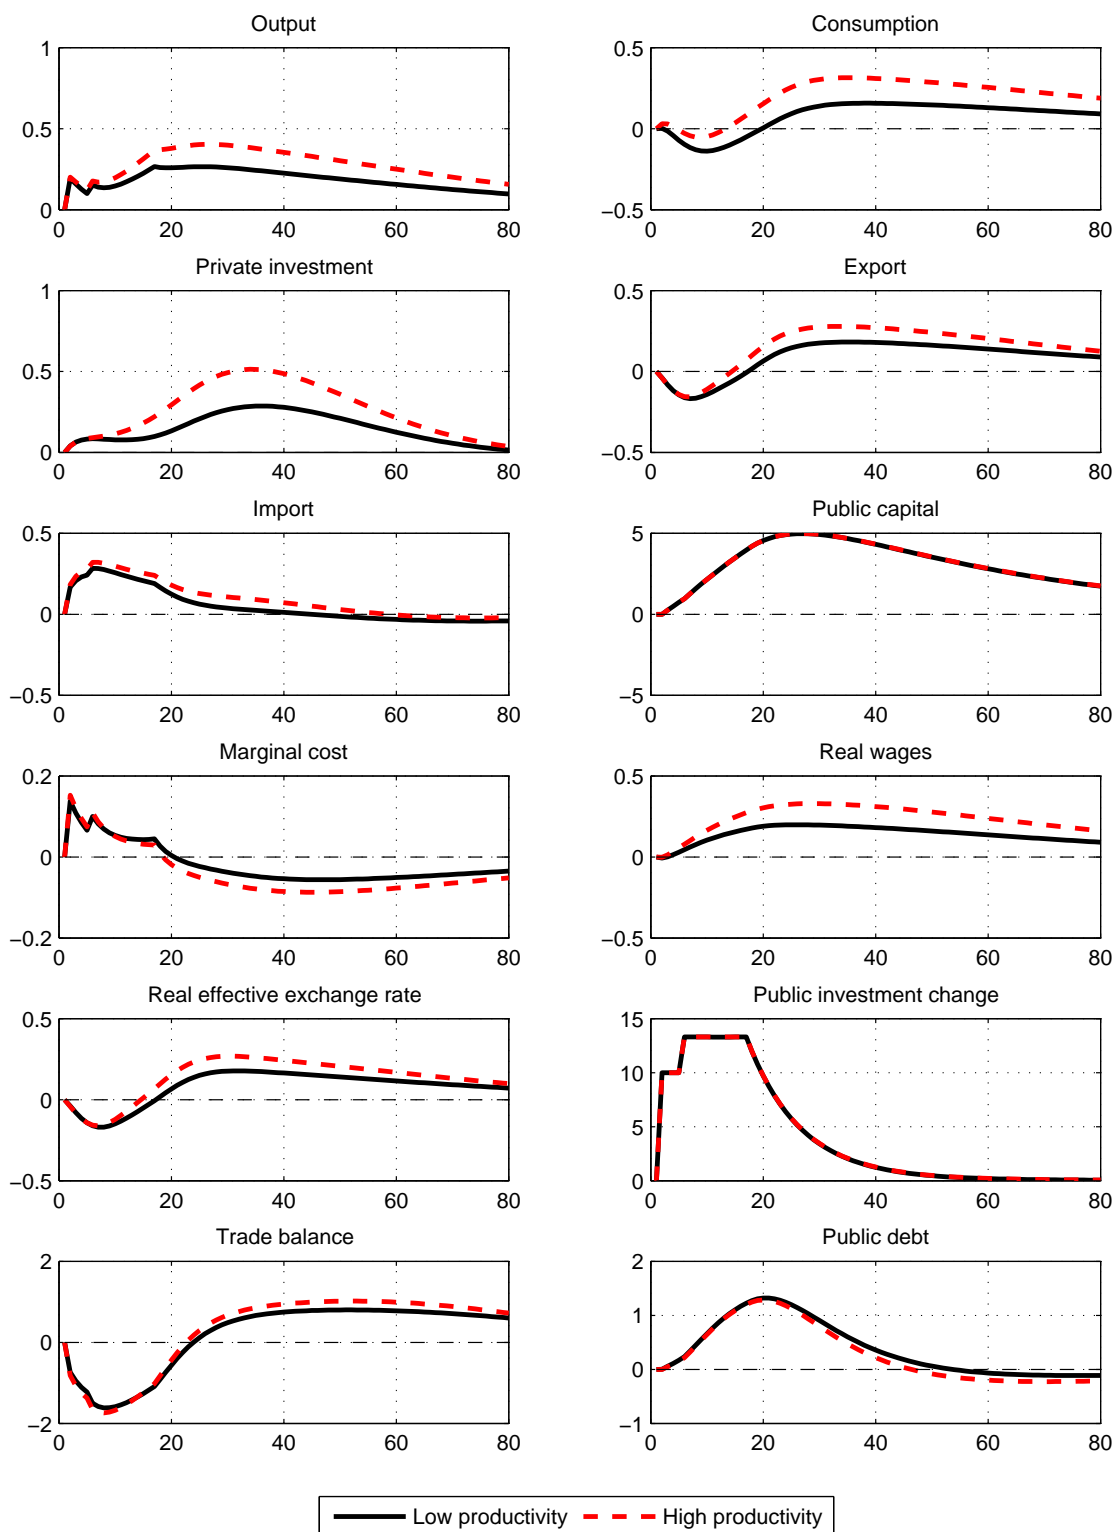 Output
Consumption
1
0.5
0
0 20 40 60 80
0.5
0
−0.5
0 20 40 60 80
Private investment
Export
1
0.5
0
0 20 40 60 80
0.5
0
−0.5
0 20 40 60 80
Import
Public capital
0.5
0
−0.5
0 20 40 60 80
5
0
−5
0 20 40 60 80
Marginal cost
Real wages
0.2
0
−0.2
0 20 40 60 80
0.5
0
−0.5
0 20 40 60 80
Real effective exchange rate
Public investment change
0.5
0
−0.5
0 20 40 60 80
15
10
5
0
0 20 40 60 80
Trade balance
Public debt
2
0
−2
0 20 40 60 80
2
1
0
−1
0 20 40 60 80
Low productivity High productivity